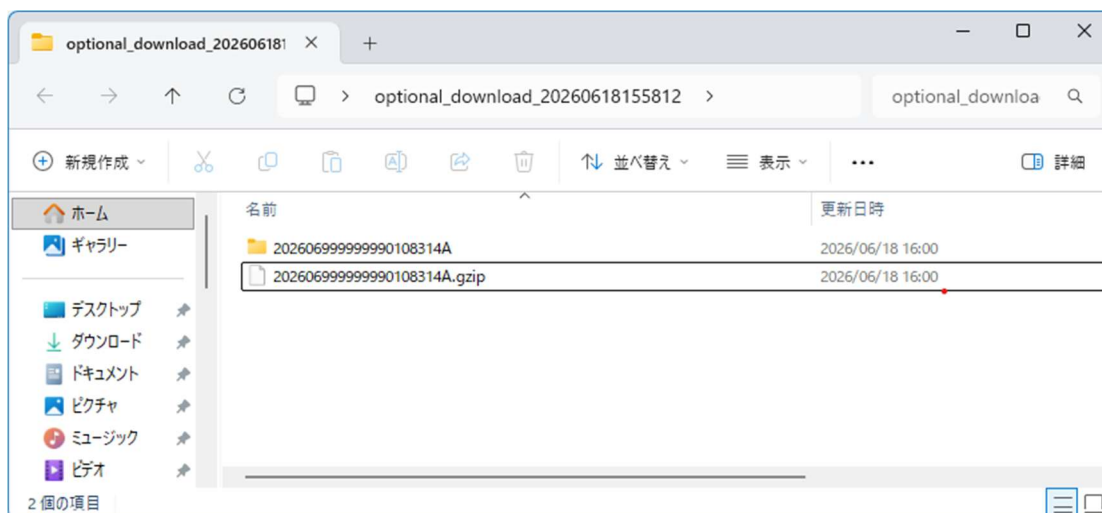 optional_download_20260618155812
optional_downloa
新規作成
並べ替え
表示
詳細
ホーム
ギャラリー
デスクトップ
ダウンロード
ドキュメント
ピクチャ
ミュージック
ビデオ
名前 更新日時
202606999999990108314A 2026/06/18 16:00
202606999999990108314A.gzip 2026/06/18 16:00
2 個の項目